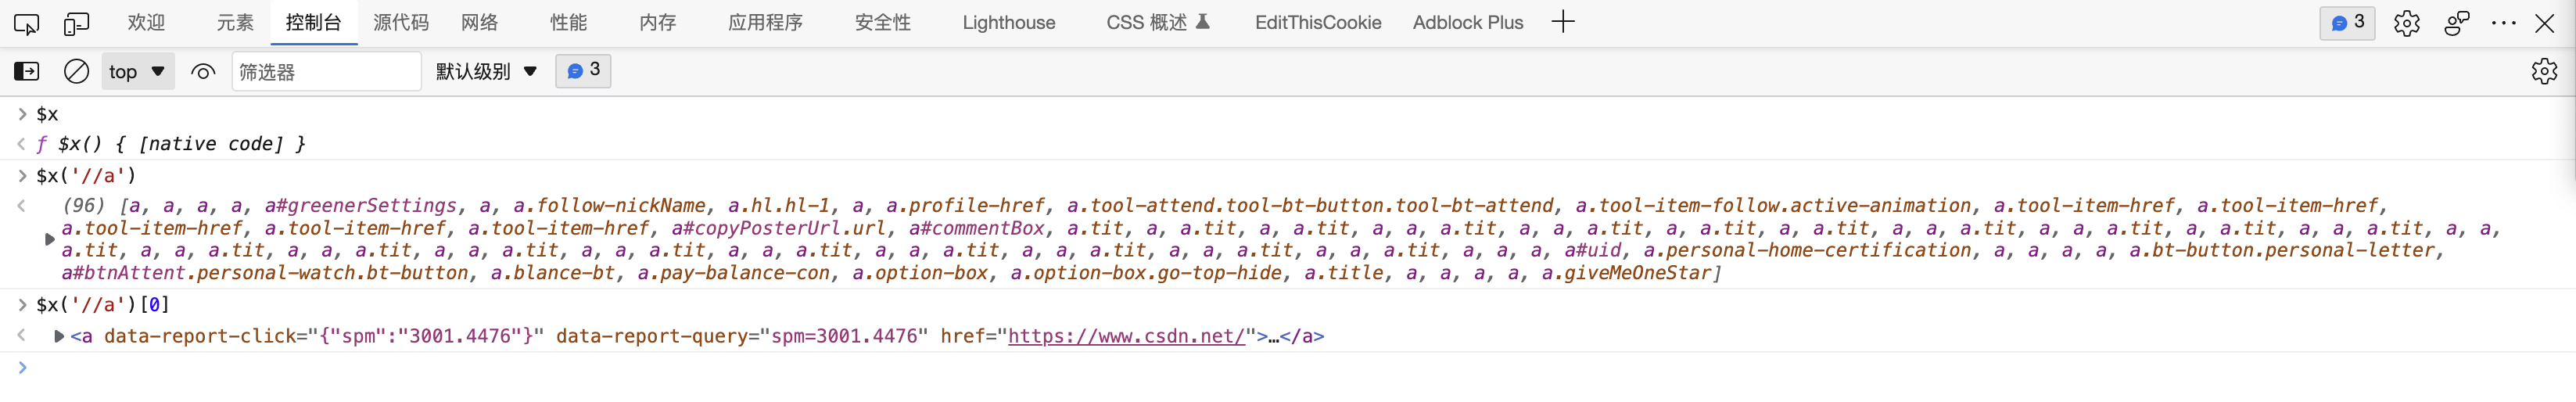 欢迎 元素 控制台 源代码 网络 性能 内存 应用程序 安全性 Lighthouse CSS 概述 EditThisCookie Adblock Plus 3
top 筛选器 默认级别 3
$x
ƒ $x() { [native code] }
$x('//a')
(96) [a, a, a, a, a#greenerSettings, a, a.follow-nickName, a.hl.hl-1, a, a.profile-href, a.tool-attend.tool-bt-button.tool-bt-attend, a.tool-item-follow.active-animation, a.tool-item-href, a.tool-item-href,
a.tool-item-href, a.tool-item-href, a.tool-item-href, a#copyPosterUrl.url, a#commentBox, a.tit, a, a.tit, a, a.tit, a, a, a.tit, a, a, a.tit, a, a.tit, a, a, a.tit, a, a, a.tit, a, a.tit, a, a, a.tit, a, a,
a.tit, a, a, a.tit, a, a, a.tit, a, a, a.tit, a, a, a.tit, a, a, a.tit, a, a, a.tit, a, a, a.tit, a, a, a.tit, a, a, a.tit, a, a, a, a#uid, a.personal-home-certification, a, a, a, a, a.bt-button.personal-letter,
a#btnAttent.personal-watch.bt-button, a.blance-bt, a.pay-balance-con, a.option-box, a.option-box.go-top-hide, a.title, a, a, a, a, a.giveMeOneStar]
$x('//a')[0]
<a data-report-click="{"spm":"3001.4476"}" data-report-query="spm=3001.4476" href="https://www.csdn.net/">…</a>